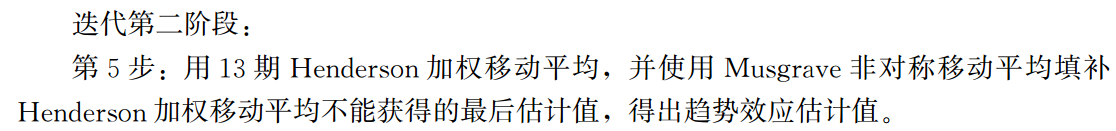 迭代第二阶段：
第 5 步：用 13 期 Henderson 加权移动平均，并使用 Musgrave 非对称移动平均填补
Henderson 加权移动平均不能获得的最后估计值，得出趋势效应估计值。